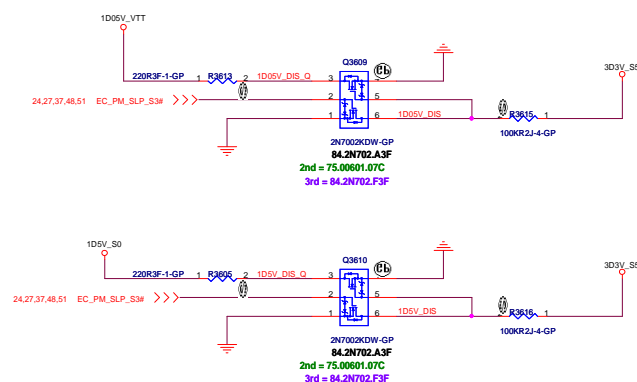 1D05V_VTT
3D3V_S5
Q3609
220R3F-1-GP 1 R3613 2 1D05V_DIS_Q 3
24,27,37,48,51 EC_PM_SLP_S3# 2 5
1 6 1D05V_DIS R3615 1
100KR2J-4-GP
2N7002KDW-GP
84.2N702.A3F
2nd = 75.00601.07C
3rd = 84.2N702.F3F
1D5V_S0
3D3V_S5
Q3610
220R3F-1-GP 1 R3605 2 1D5V_DIS_Q 3
24,27,37,48,51 EC_PM_SLP_S3# 2 5
1 6 1D5V_DIS R3616 1
100KR2J-4-GP
2N7002KDW-GP
84.2N702.A3F
2nd = 75.00601.07C
3rd = 84.2N702.F3F